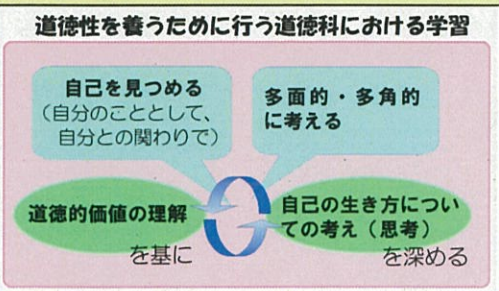 道徳性を養うために行う道徳科における学習
自己を見つめる
(自分のこととして、
自分との関わりで)
多面的・多角的
に考える
道徳的価値の理解
を基に
自己の生き方につい
ての考え(思考)
を深める